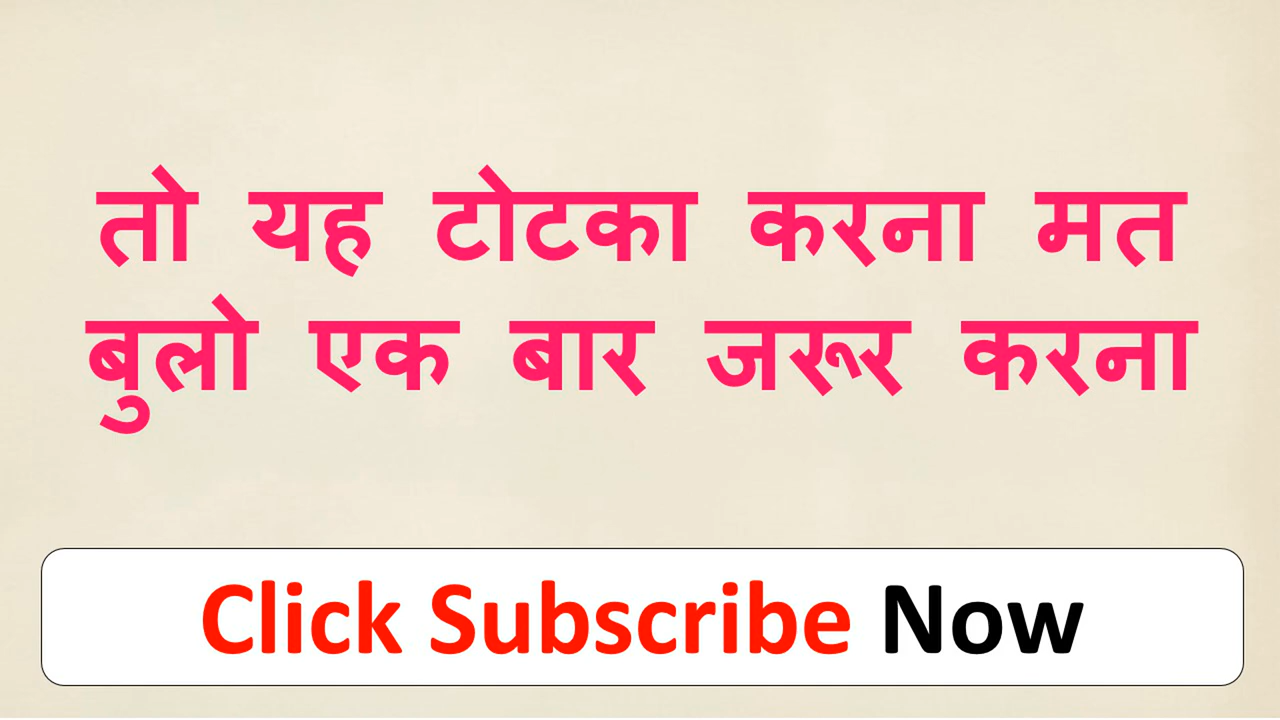 तो यह टोटका करना मत
बुलो एक बार जरूर करना
Click Subscribe Now